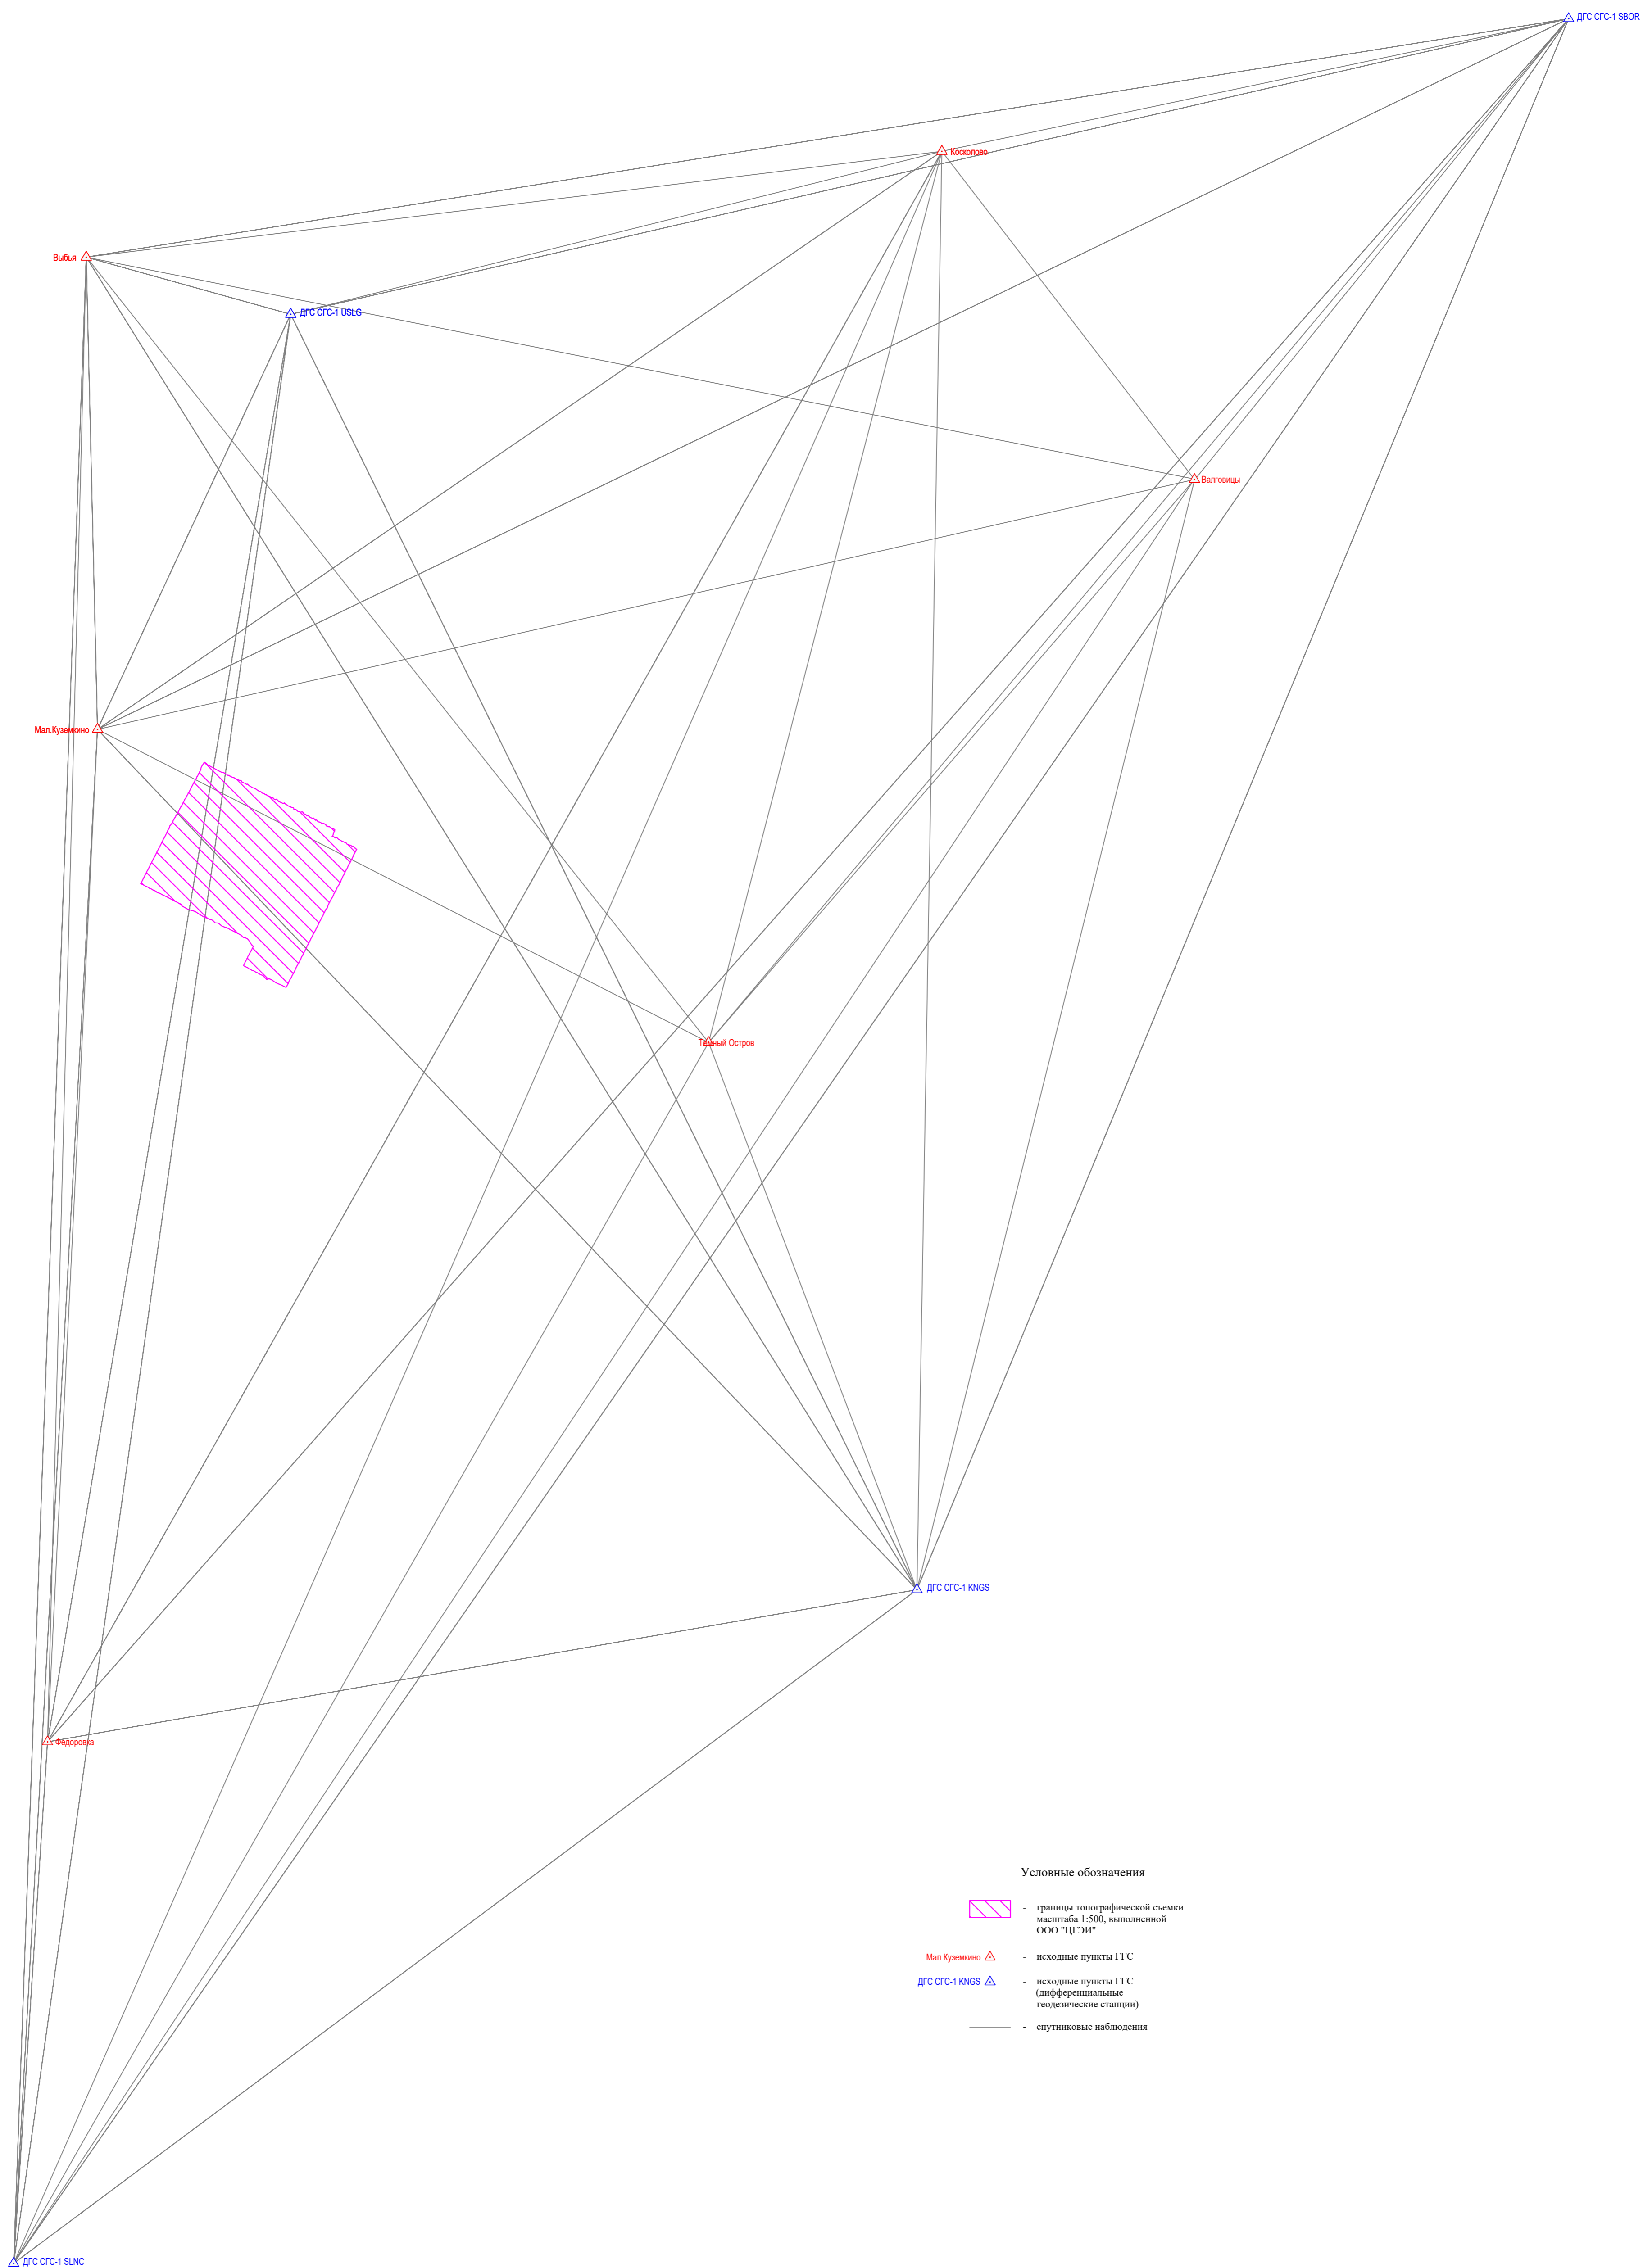 ДГС СГС-1 SBOR
Косколово
Выбья
ДГС СГС-1 USLG
Валговицы
Мал.Куземкино
Тёмный Остров
ДГС СГС-1 KNGS
Федоровка
Условные обозначения
- границы топографической съемки
масштаба 1:500, выполненной
ООО "ЦГЭИ"
Мал.Куземкино - исходные пункты ГГС
ДГС СГС-1 KNGS - исходные пункты ГГС
(дифференциальные
геодезические станции)
- спутниковые наблюдения
ДГС СГС-1 SLNC